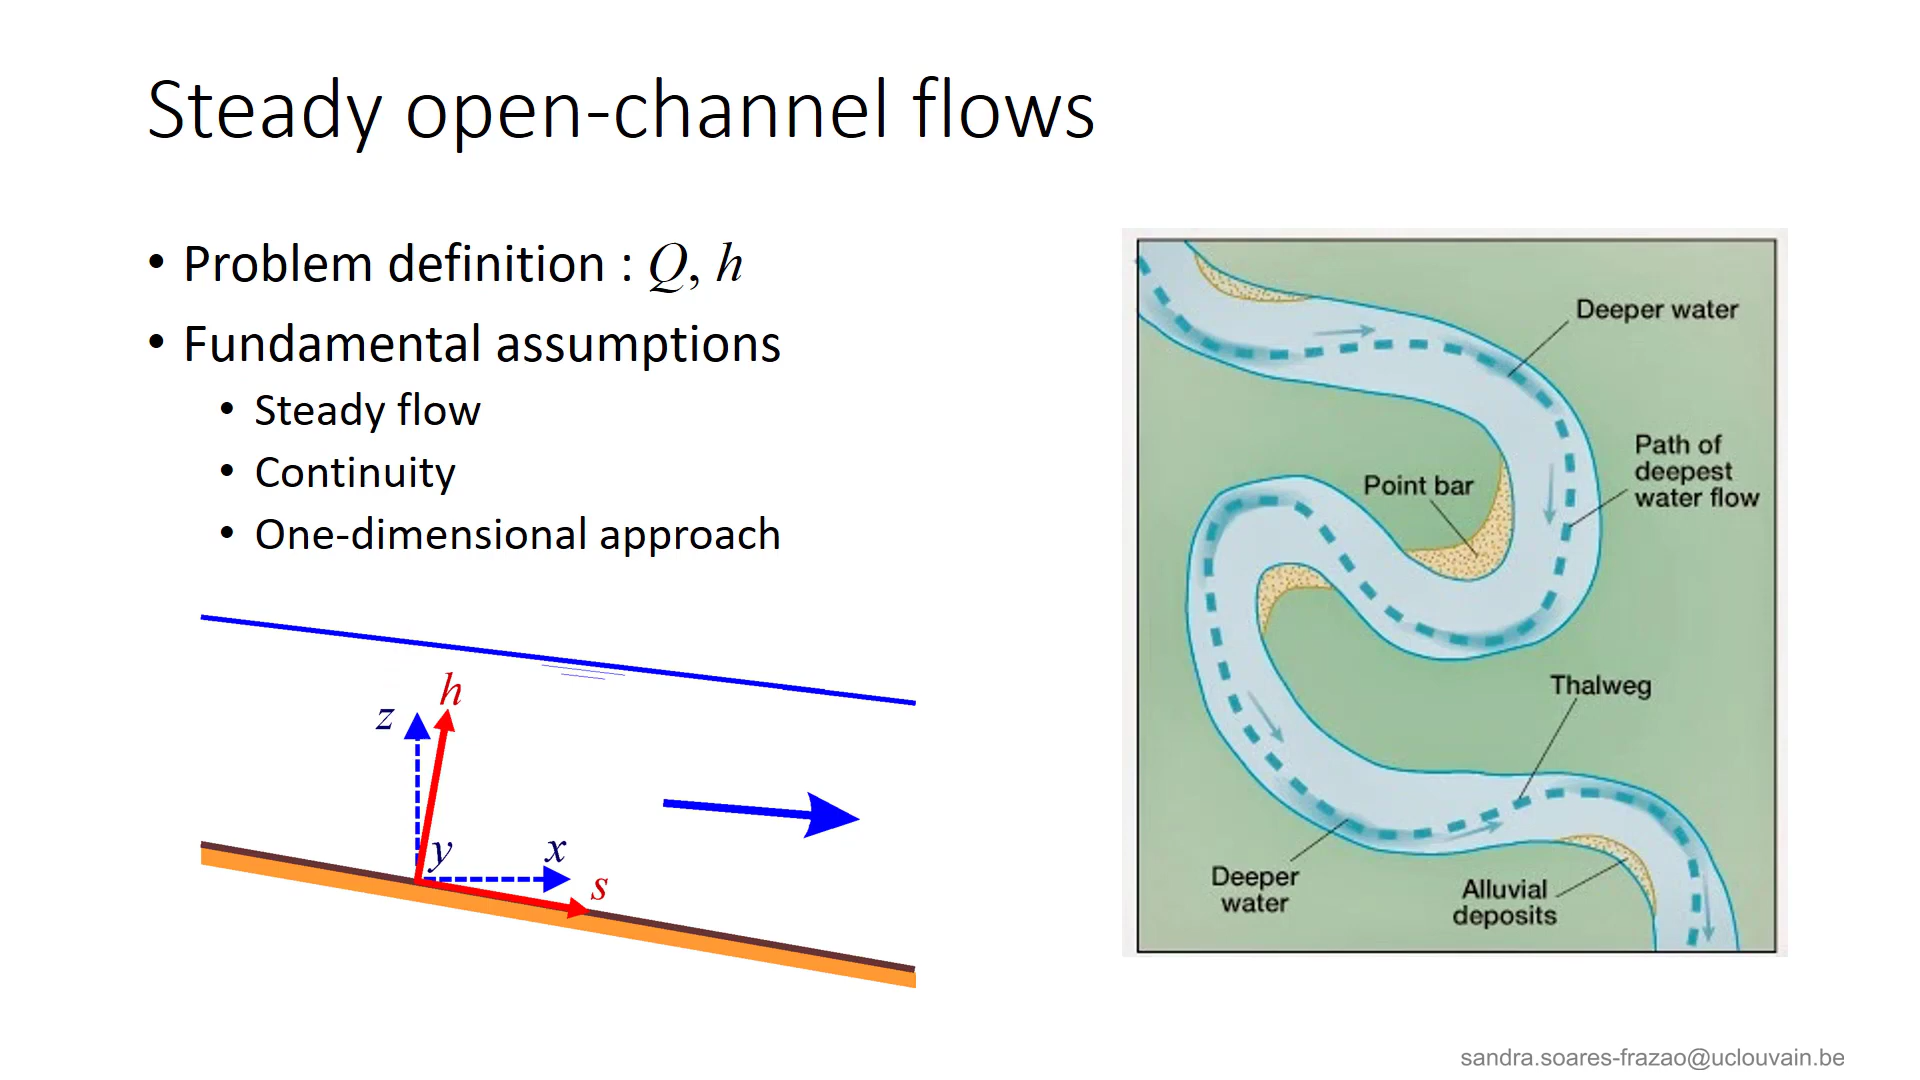 Steady open-channel flows
• Problem definition : Q, h
• Fundamental assumptions
• Steady flow
• Continuity
• One-dimensional approach
h
z
y
x
s
Deeper water
Path of
deepest
water flow
Point bar
Thalweg
Deeper
water
Alluvial
deposits
sandra.soares-frazao@uclouvain.be